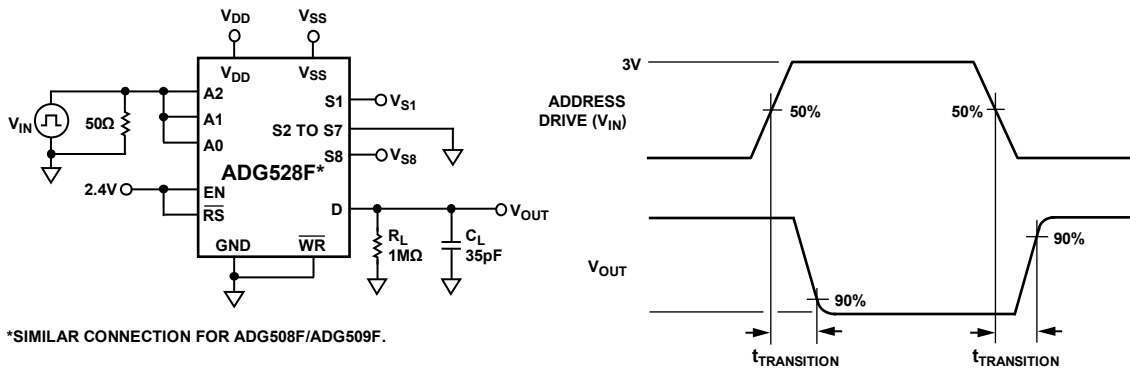 VDD
VSS
VDD
VSS
A2
S1
VS1
VIN
50Ω
A1
S2 TO S7
A0
S8
VS8
ADG528F*
2.4V
EN
RS
D
VOUT
GND
WR
RL
1MΩ
CL
35pF
*SIMILAR CONNECTION FOR ADG508F/ADG509F.
3V
ADDRESS
DRIVE (VIN)
50%
50%
90%
VOUT
90%
tTRANSITION
tTRANSITION